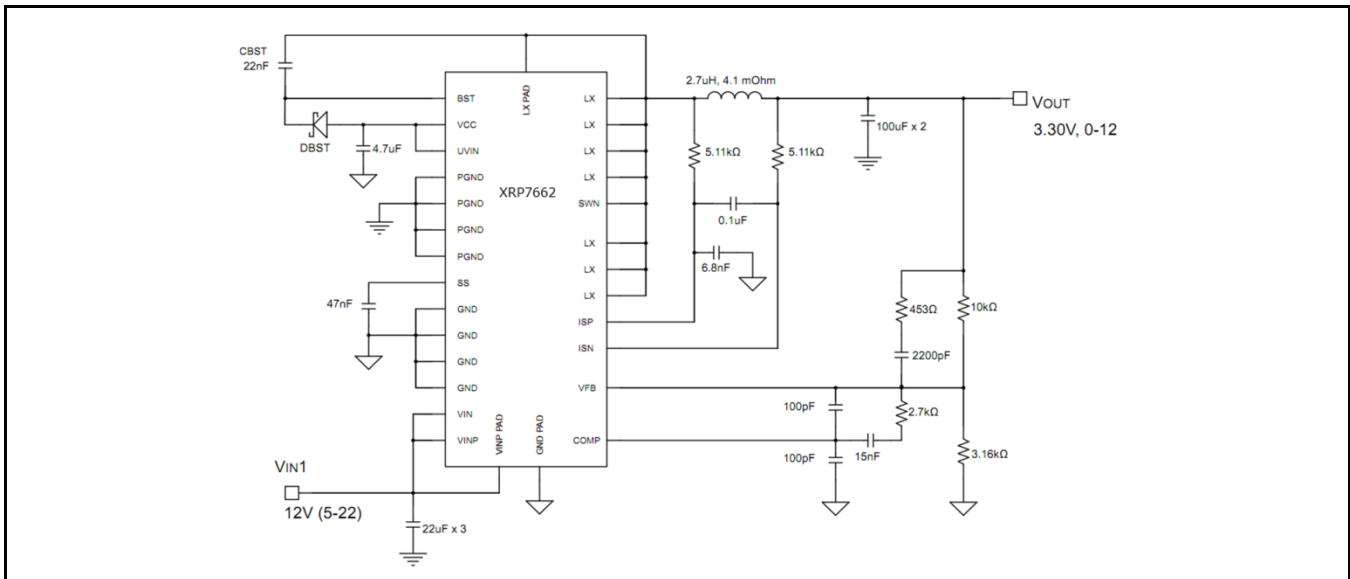 CBST
22nF
DBST
4.7uF
47nF
VIN1
12V (5-22)
22uF x 3
BST
VCC
UVIN
PGND
PGND
PGND
PGND
SS
GND
GND
GND
GND
VIN
VINP
LX PAD
XRP7662
VINP PAD
GND PAD
LX
LX
LX
LX
SWN
LX
LX
LX
ISP
ISN
VFB
COMP
2.7uH, 4.1 mOhm
5.11kΩ
5.11kΩ
0.1uF
6.8nF
100uF x 2
VOUT
3.30V, 0-12
453Ω
10kΩ
2200pF
100pF
2.7kΩ
100pF
15nF
3.16kΩ